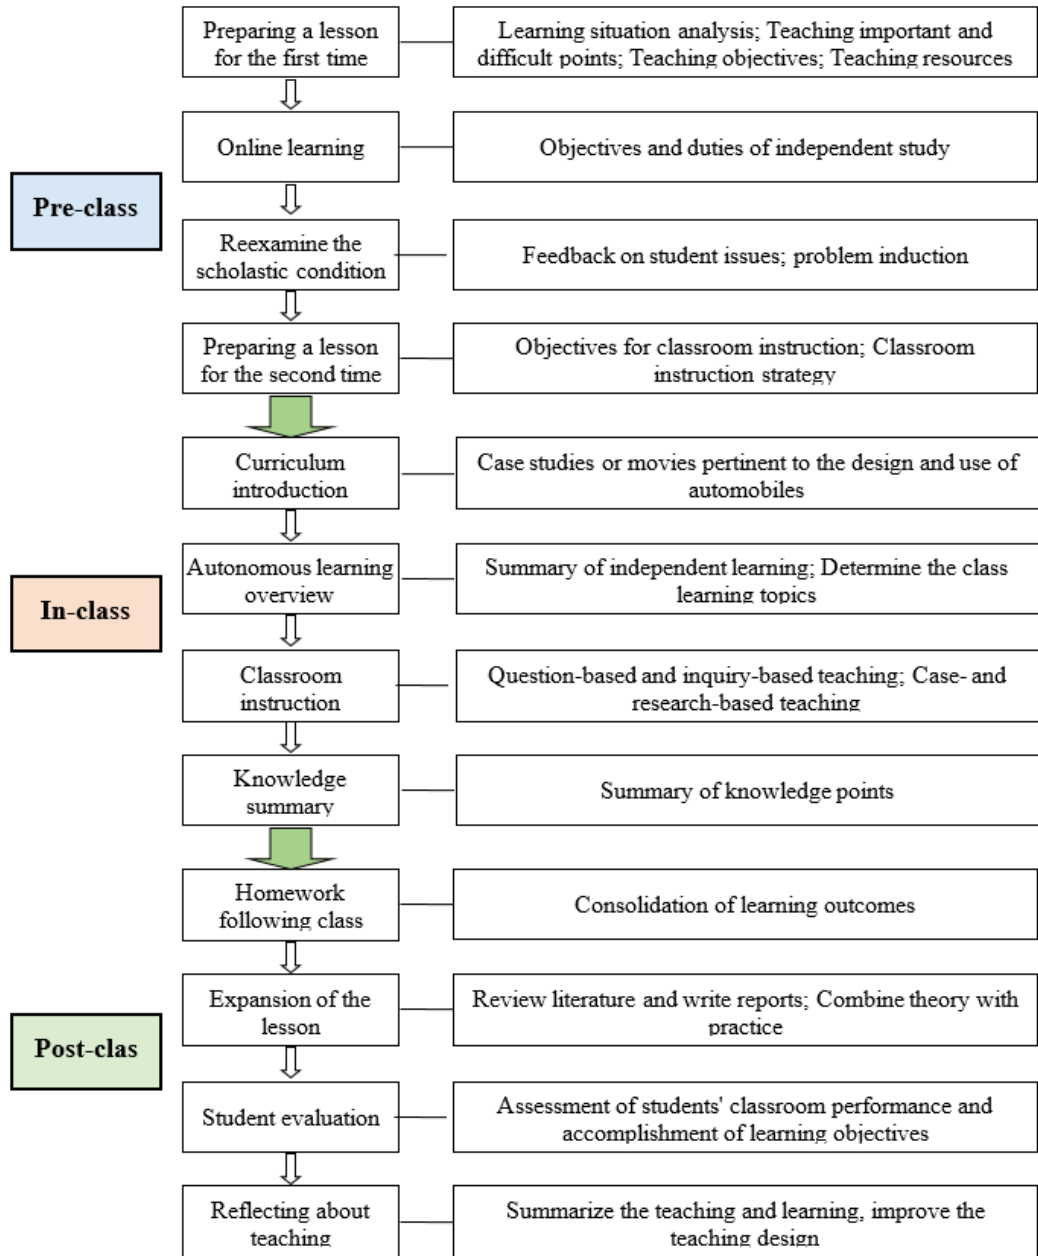 Preparing a lesson
for the first time
Learning situation analysis; Teaching important and
difficult points; Teaching objectives; Teaching resources
Online learning
Objectives and duties of independent study
Pre-class
Reexamine the
scholastic condition
Feedback on student issues; problem induction
Preparing a lesson
for the second time
Objectives for classroom instruction; Classroom
instruction strategy
Curriculum
introduction
Case studies or movies pertinent to the design and use of
automobiles
Autonomous learning
overview
Summary of independent learning; Determine the class
learning topics
In-class
Classroom
instruction
Question-based and inquiry-based teaching; Case- and
research-based teaching
Knowledge
summary
Summary of knowledge points
Homework
following class
Consolidation of learning outcomes
Expansion of the
lesson
Review literature and write reports; Combine theory with
practice
Post-clas
Student evaluation
Assessment of students' classroom performance and
accomplishment of learning objectives
Reflecting about
teaching
Summarize the teaching and learning, improve the
teaching design